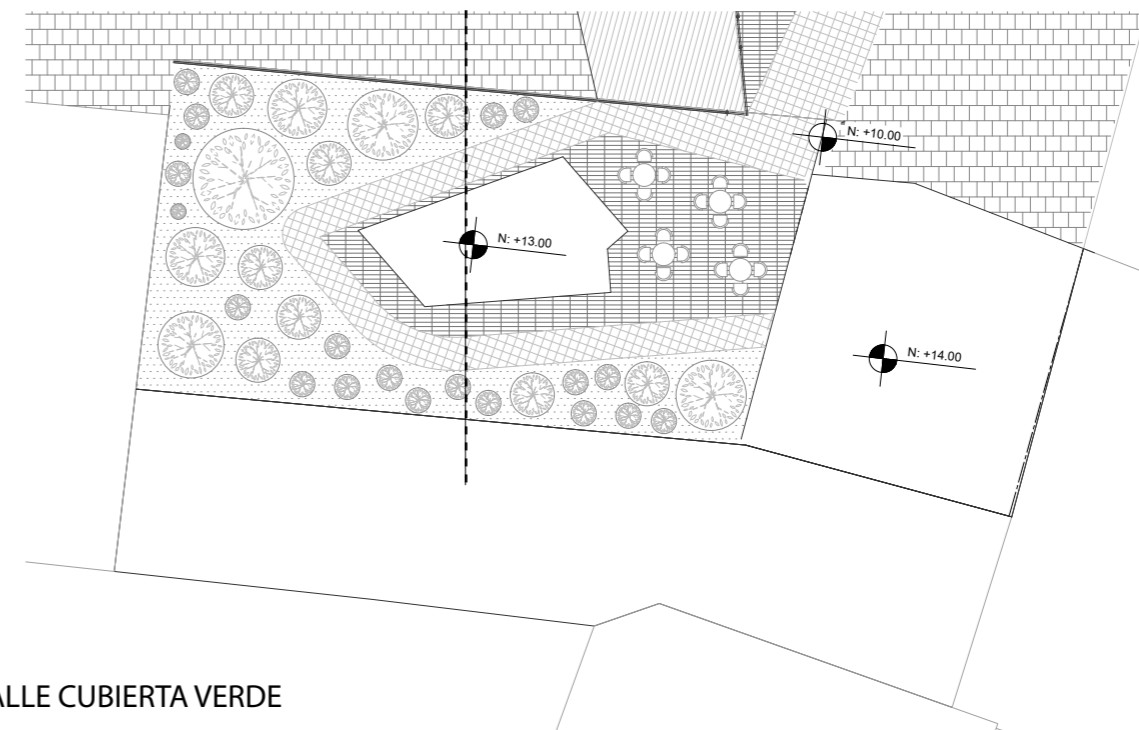 N: +10.00
N: +13.00
N: +14.00
ALLE CUBIERTA VERDE